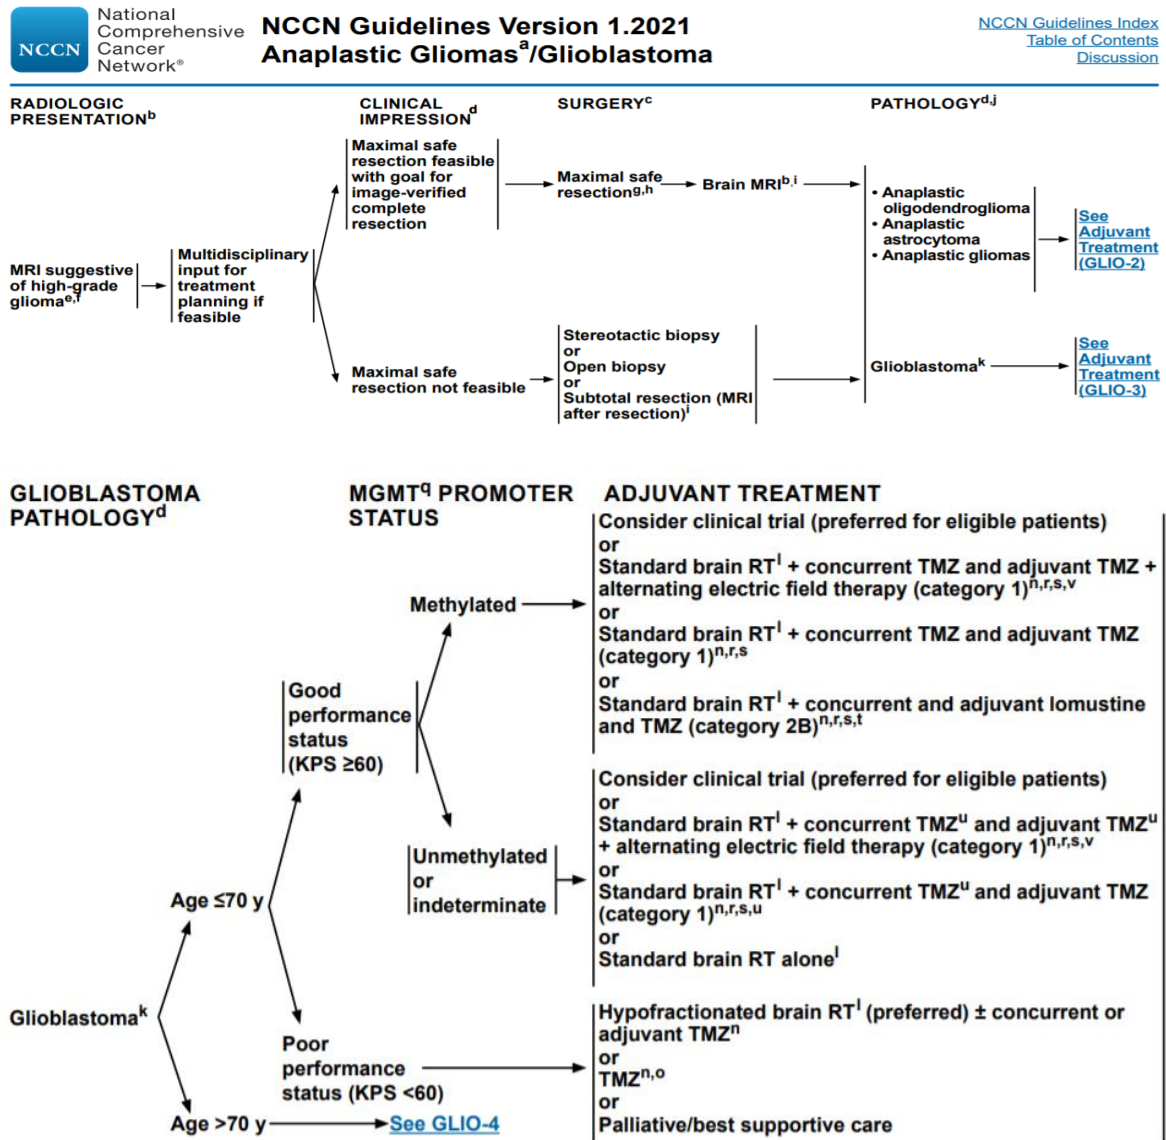 NCCN
National
Comprehensive
Cancer
Network®
NCCN Guidelines Version 1.2021
Anaplastic Gliomasa/Glioblastoma
NCCN Guidelines Index
Table of Contents
Discussion
RADIOLOGIC
PRESENTATIONb
CLINICAL
IMPRESSIONd
SURGERYc
PATHOLOGYd,j
MRI suggestive
of high-grade
gliomae,f
Multidisciplinary
input for
treatment
planning if
feasible
Maximal safe
resection feasible
with goal for
image-verified
complete
resection
Maximal safe
resectiong,h
Brain MRIb,i
• Anaplastic
oligodendroglioma
• Anaplastic
astrocytoma
• Anaplastic gliomas
See
Adjuvant
Treatment
(GLIO-2)
Maximal safe
resection not feasible
Stereotactic biopsy
or
Open biopsy
or
Subtotal resection (MRI
after resection)i
Glioblastomak
See
Adjuvant
Treatment
(GLIO-3)
GLIOBLASTOMA
PATHOLOGYd
MGMTq PROMOTER
STATUS
ADJUVANT TREATMENT
Glioblastomak
Age ≤70 y
Good
performance
status
(KPS ≥60)
Methylated
Consider clinical trial (preferred for eligible patients)
or
Standard brain RTl + concurrent TMZ and adjuvant TMZ +
alternating electric field therapy (category 1)n,r,s,v
or
Standard brain RTl + concurrent TMZ and adjuvant TMZ
(category 1)n,r,s
or
Standard brain RTl + concurrent and adjuvant lomustine
and TMZ (category 2B)n,r,s,t
Unmethylated
or
indeterminate
Consider clinical trial (preferred for eligible patients)
or
Standard brain RTl + concurrent TMZu and adjuvant TMZu
+ alternating electric field therapy (category 1)n,r,s,v
or
Standard brain RTl + concurrent TMZu and adjuvant TMZ
(category 1)n,r,s,u
or
Standard brain RT alonel
Poor
performance
status (KPS <60)
Hypofractionated brain RTl (preferred) ± concurrent or
adjuvant TMZn
or
TMZn,o
or
Palliative/best supportive care
Age >70 y
See GLIO-4